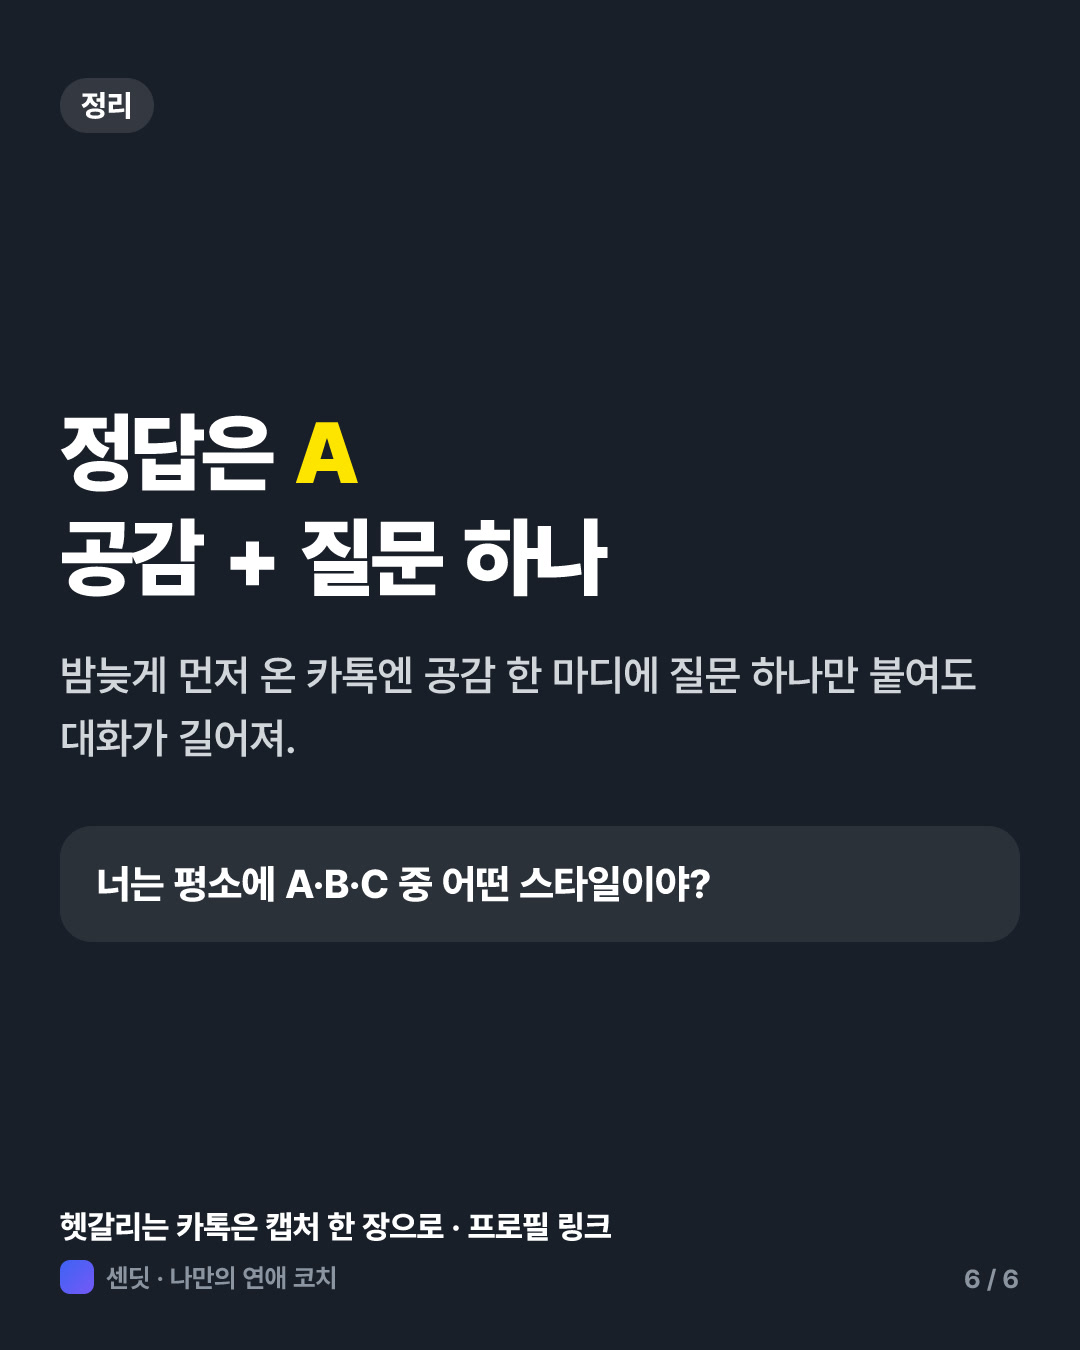 정리
정답은 A
공감 + 질문 하나
밤늦게 먼저 온 카톡엔 공감 한 마디에 질문 하나만 붙여도
대화가 길어져.
너는 평소에 A·B·C 중 어떤 스타일이야?
헷갈리는 카톡은 캡처 한 장으로 · 프로필 링크
센딧 · 나만의 연애 코치
6 / 6